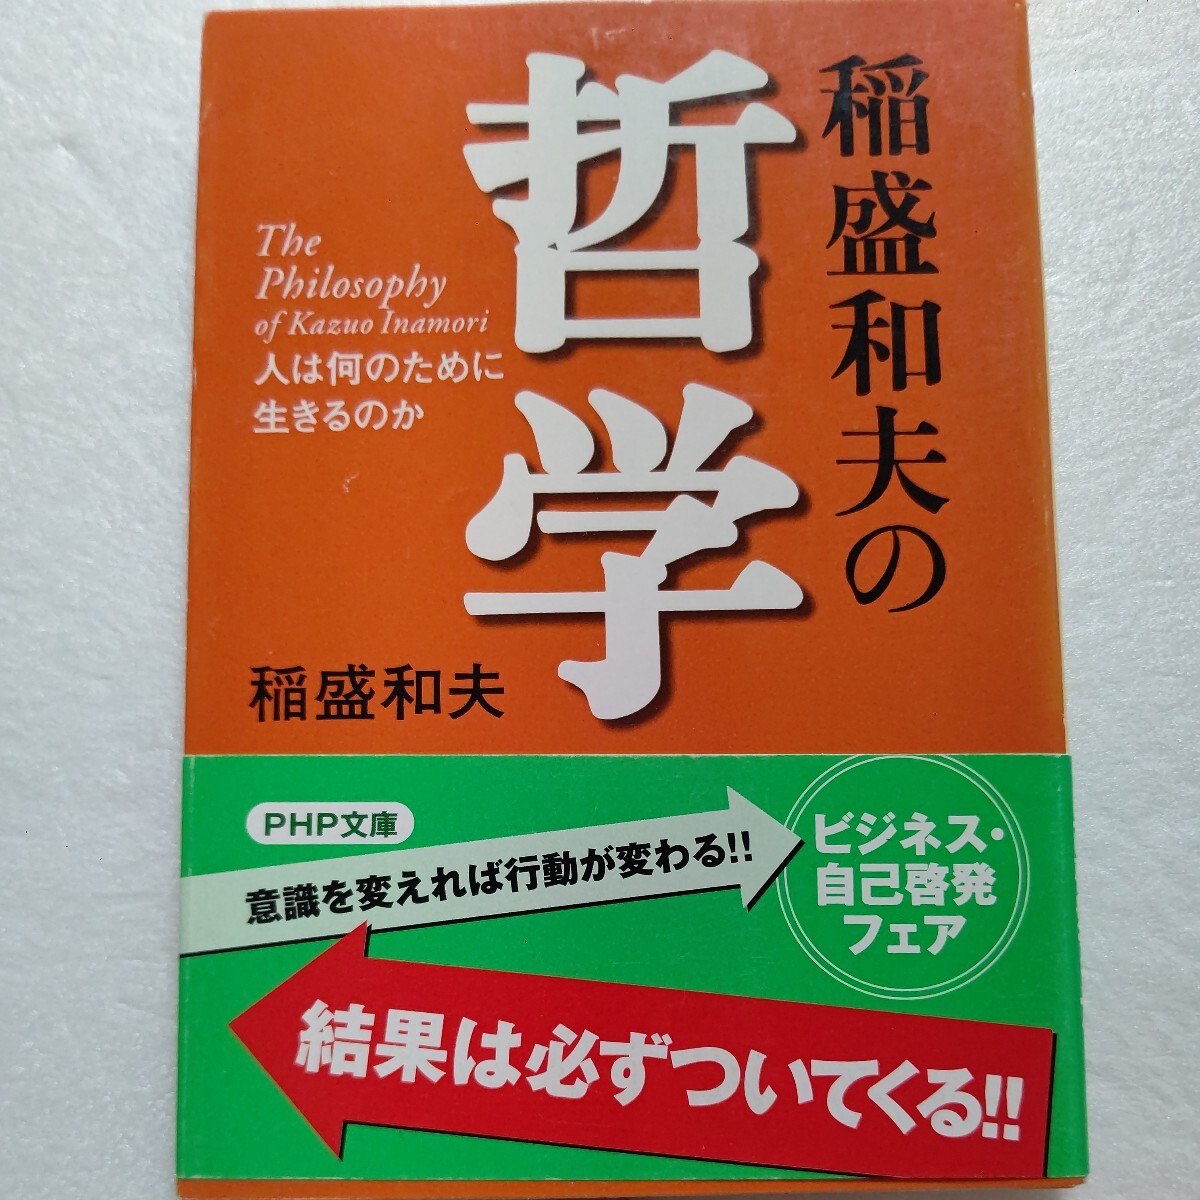 稲盛和夫の
哲学
The
Philosophy
of Kazuo Inamori
人は何のために
生きるのか
稲盛和夫
PHP文庫
意識を変えれば行動が変わる!!
ビジネス・
自己啓発
フェア
結果は必ずついてくる!!